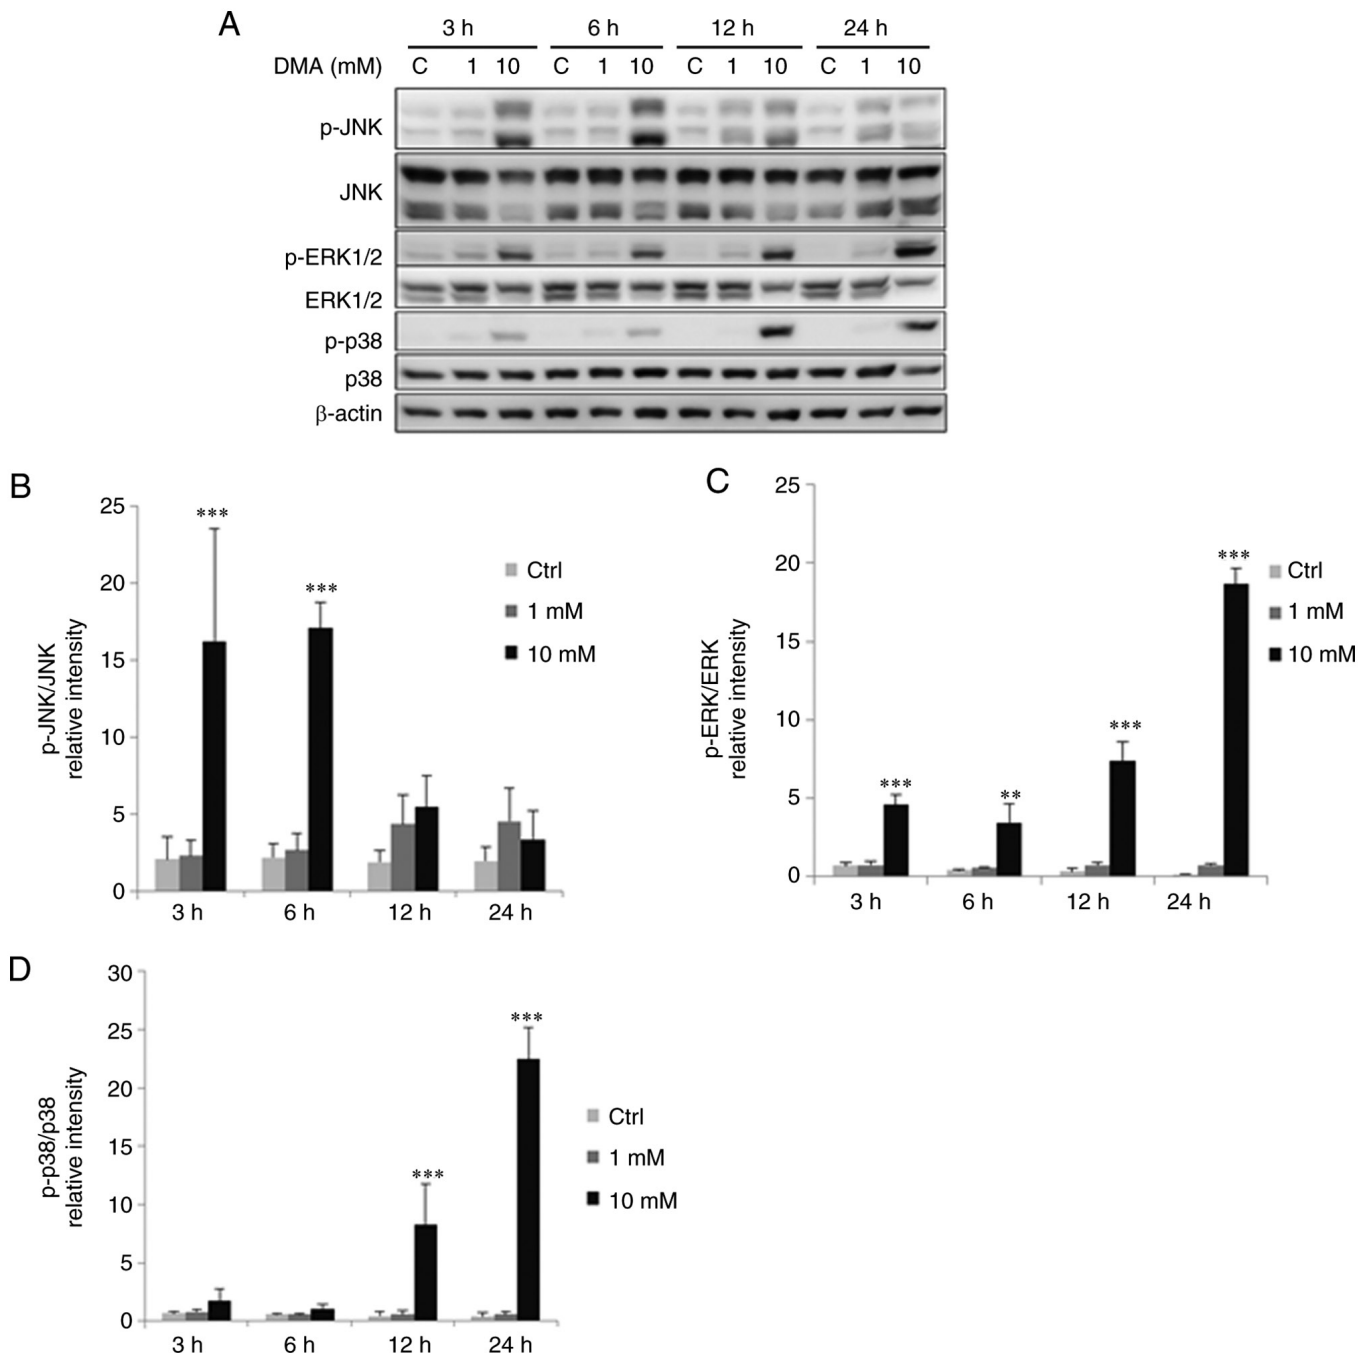 A
3 h 6 h 12 h 24 h
DMA (mM) C 1 10 C 1 10 C 1 10 C 1 10
p-JNK
JNK
p-ERK1/2
ERK1/2
p-p38
p38
β-actin
B
p-JNK/JNK
relative intensity
25
20
15
10
5
0
***
***
Ctrl
1 mM
10 mM
3 h 6 h 12 h 24 h
C
p-ERK/ERK
relative intensity
25
20
15
10
5
0
***
**
***
***
Ctrl
1 mM
10 mM
3 h 6 h 12 h 24 h
D
p-p38/p38
relative intensity
30
25
20
15
10
5
0
***
***
Ctrl
1 mM
10 mM
3 h 6 h 12 h 24 h